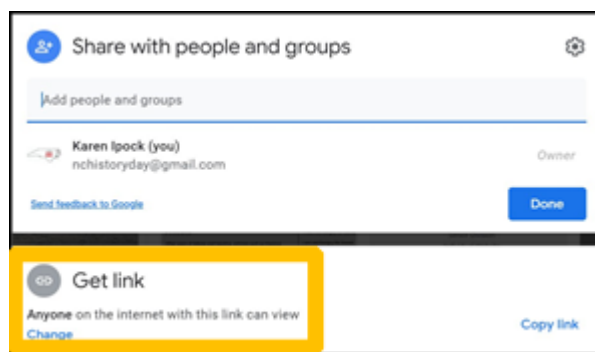 Share with people and groups
Add people and groups
Karen Ipock (you)
nchistoryday@gmail.com
Owner
Send feedback to Google
Done
Get link
Anyone on the internet with this link can view
Change
Copy link